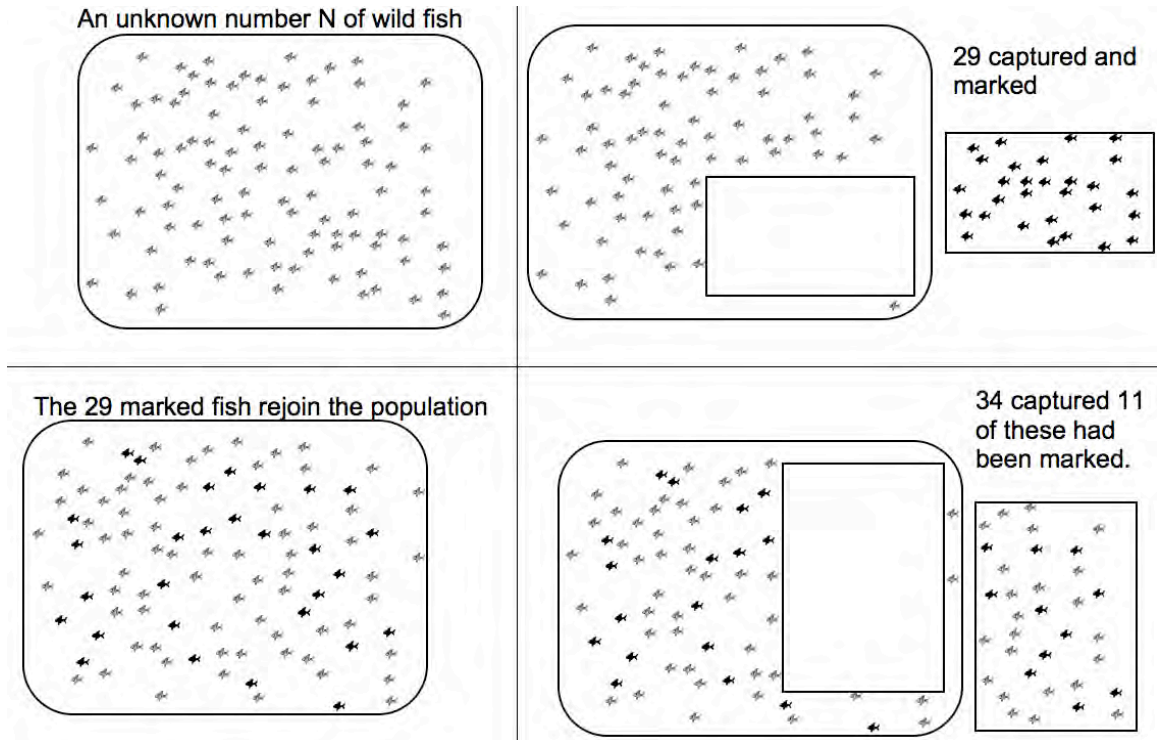 An unknown number N of wild fish
29 captured and
marked
The 29 marked fish rejoin the population
34 captured 11
of these had
been marked.